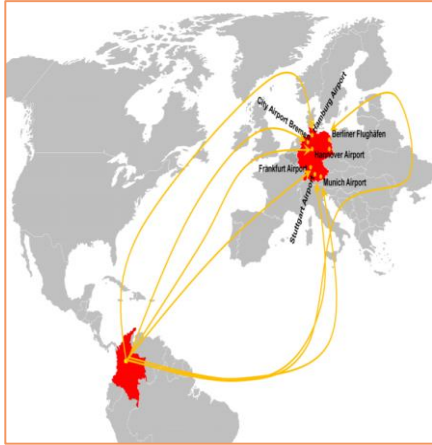 Hamburg Airport
City Airport Bremen
Berliner Flughäfen
Hannover Airport
Frankfurt Airport
Munich Airport
Stuttgart Airport